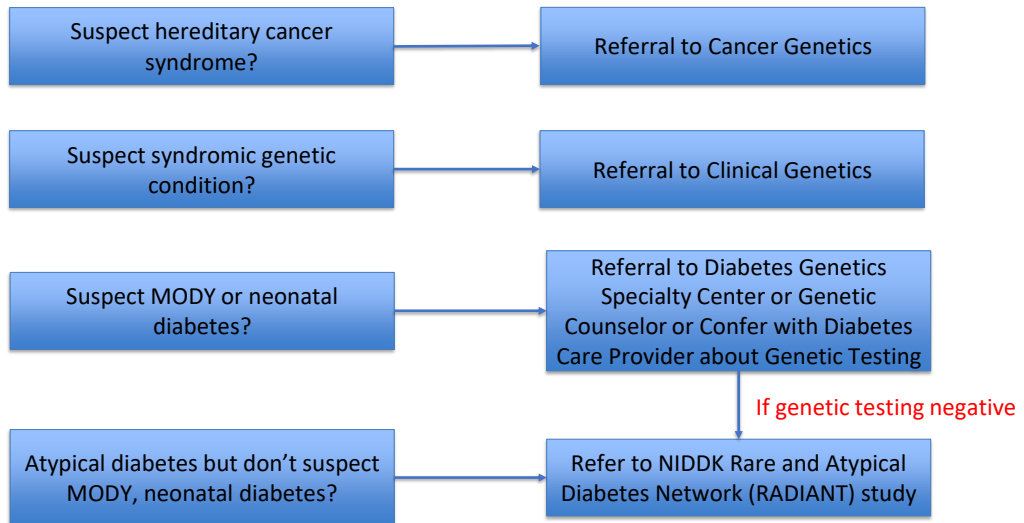 Suspect hereditary cancer
syndrome?
Referral to Cancer Genetics
Suspect syndromic genetic
condition?
Referral to Clinical Genetics
Suspect MODY or neonatal
diabetes?
Referral to Diabetes Genetics
Specialty Center or Genetic
Counselor or Confer with Diabetes
Care Provider about Genetic Testing
If genetic testing negative
Atypical diabetes but don’t suspect
MODY, neonatal diabetes?
Refer to NIDDK Rare and Atypical
Diabetes Network (RADIANT) study